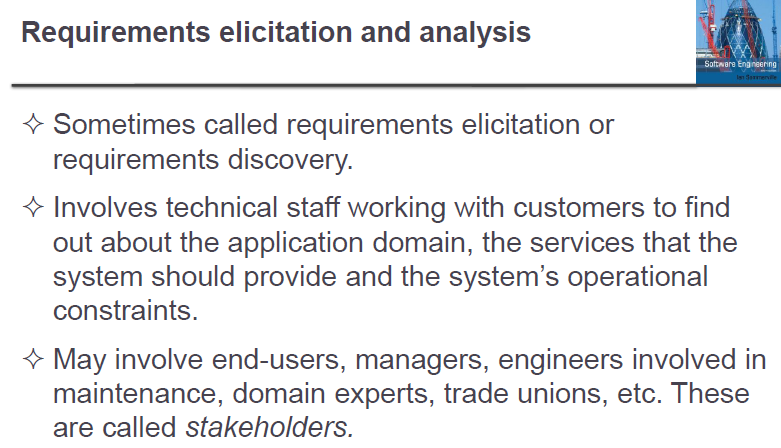 Requirements elicitation and analysis
Software Engineering
Ian Sommerville
✧ Sometimes called requirements elicitation or
requirements discovery.
✧ Involves technical staff working with customers to find
out about the application domain, the services that the
system should provide and the system’s operational
constraints.
✧ May involve end-users, managers, engineers involved in
maintenance, domain experts, trade unions, etc. These
are called stakeholders.